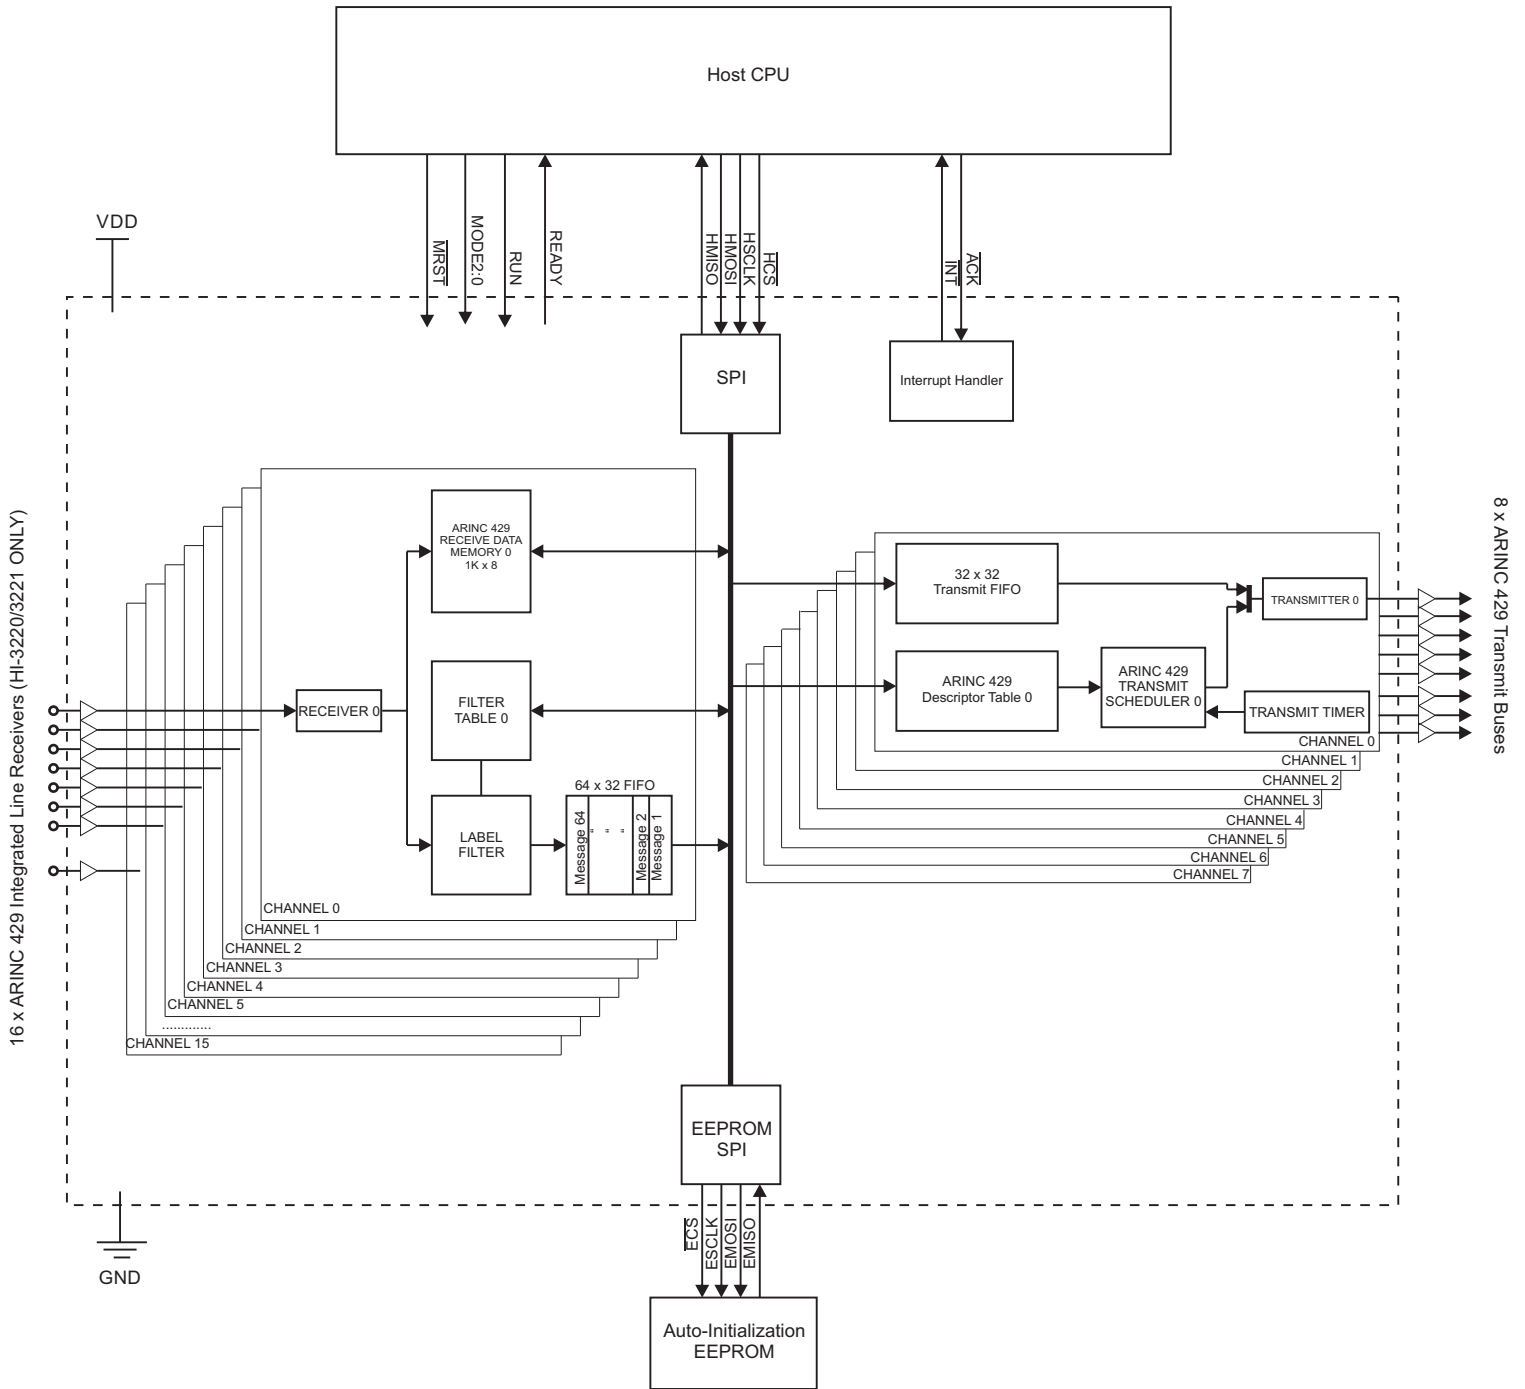 Host CPU
VDD
MRST
MODE2:0
RUN
READY
HMISO
HMOSI
HSCLK
HCS
INT
ACK
SPI
Interrupt Handler
16 x ARINC 429 Integrated Line Receivers (HI-3220/3221 ONLY)
RECEIVER 0
ARINC 429
RECEIVE DATA
MEMORY 0
1K x 8
FILTER
TABLE 0
LABEL
FILTER
64 x 32 FIFO
Message 64
" " "
Message 2
Message 1
CHANNEL 0
CHANNEL 1
CHANNEL 2
CHANNEL 3
CHANNEL 4
CHANNEL 5
.............
CHANNEL 15
32 x 32
Transmit FIFO
TRANSMITTER 0
ARINC 429
Descriptor Table 0
ARINC 429
TRANSMIT
SCHEDULER 0
TRANSMIT TIMER
CHANNEL 0
CHANNEL 1
CHANNEL 2
CHANNEL 3
CHANNEL 4
CHANNEL 5
CHANNEL 6
CHANNEL 7
8 x ARINC 429 Transmit Buses
EEPROM
SPI
ECS
ESCLK
EMOSI
EMISO
GND
Auto-Initialization
EEPROM